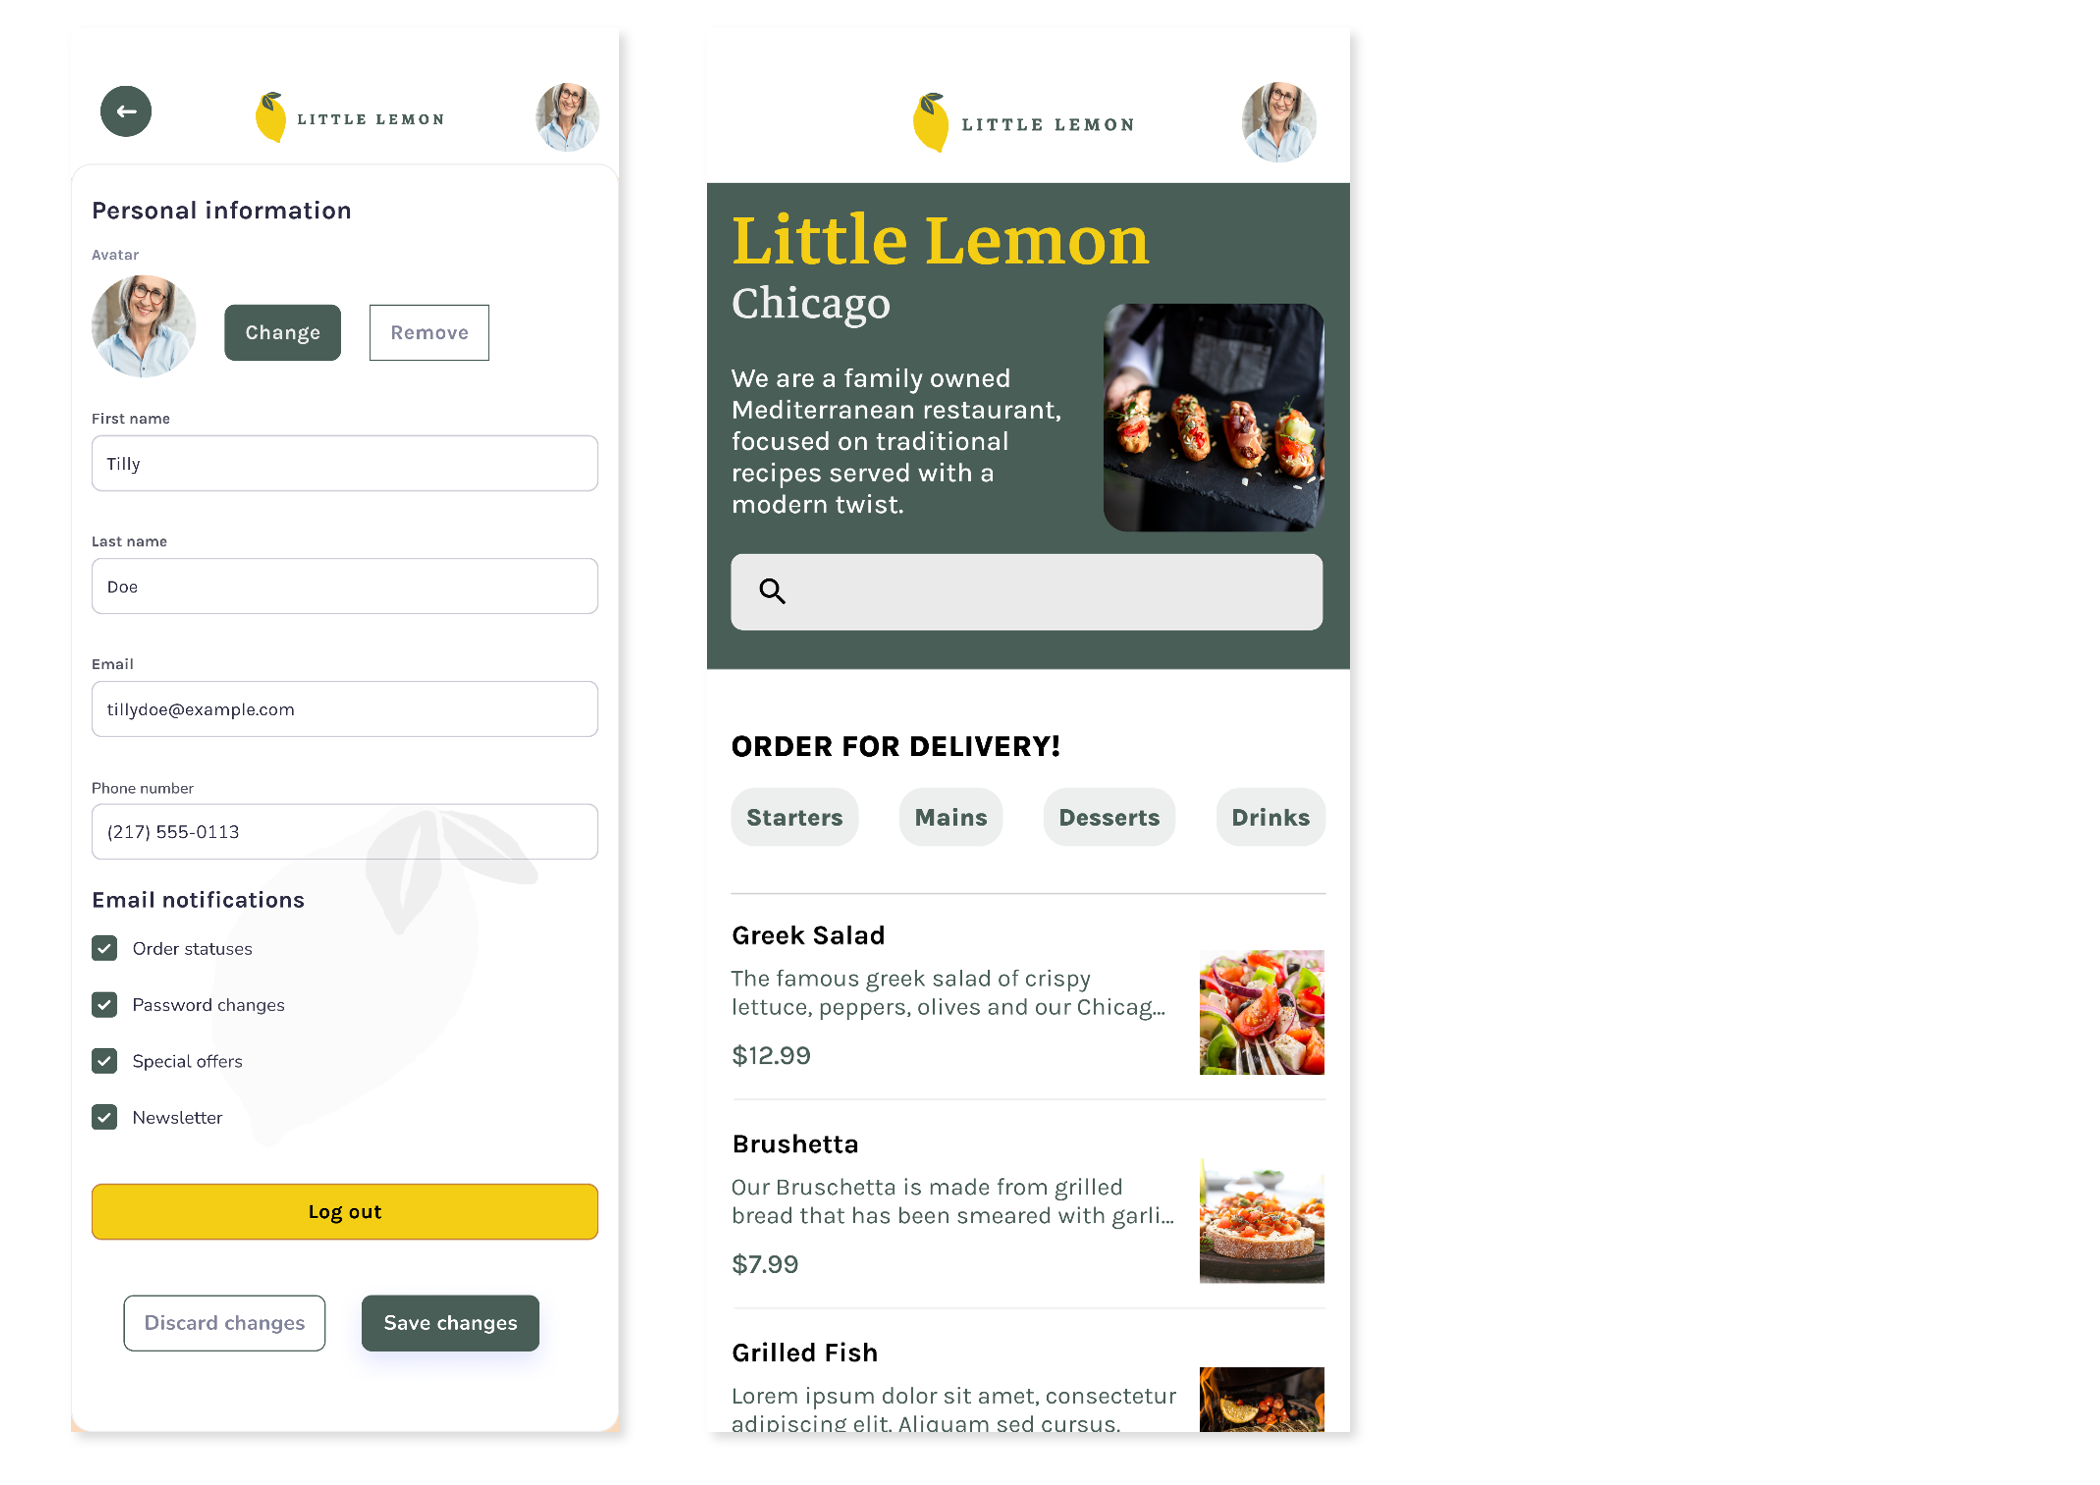 LITTLE LEMON
Personal information
Avatar
Change
Remove
First name
Tilly
Last name
Doe
Email
tillydoe@example.com
Phone number
(217) 555-0113
Email notifications
Order statuses
Password changes
Special offers
Newsletter
Log out
Discard changes
Save changes
LITTLE LEMON
Little Lemon
Chicago
We are a family owned
Mediterranean restaurant,
focused on traditional
recipes served with a
modern twist.
ORDER FOR DELIVERY!
Starters
Mains
Desserts
Drinks
Greek Salad
The famous greek salad of crispy
lettuce, peppers, olives and our Chicag...
$12.99
Brushetta
Our Bruschetta is made from grilled
bread that has been smeared with garli...
$7.99
Grilled Fish
Lorem ipsum dolor sit amet, consectetur
adipiscing elit. Aliquam sed cursus.